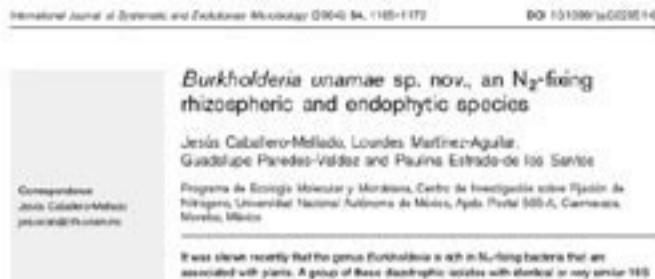 International Journal of Systematic and Evolutionary Microbiology (2004), 54, 1165–1172
DOI
Burkholderia unamae sp. nov., an N₂-fixing
rhizospheric and endophytic species
Jesús Caballero-Mellado, Lourdes Martínez-Aguilar,
Guadalupe Paredes-Valdez and Paulina Estrada-de los Santos
Correspondence
Jesús Caballero-Mellado
Programa de Ecología Molecular y Microbiana, Centro de Investigación sobre Fijación de
Nitrógeno, Universidad Nacional Autónoma de México, Apdo. Postal 565-A, Cuernavaca,
Morelos, México
It was shown recently that the genus Burkholderia is rich in N₂-fixing bacteria that are
associated with plants. A group of these diazotrophic isolates with identical or very similar 16S